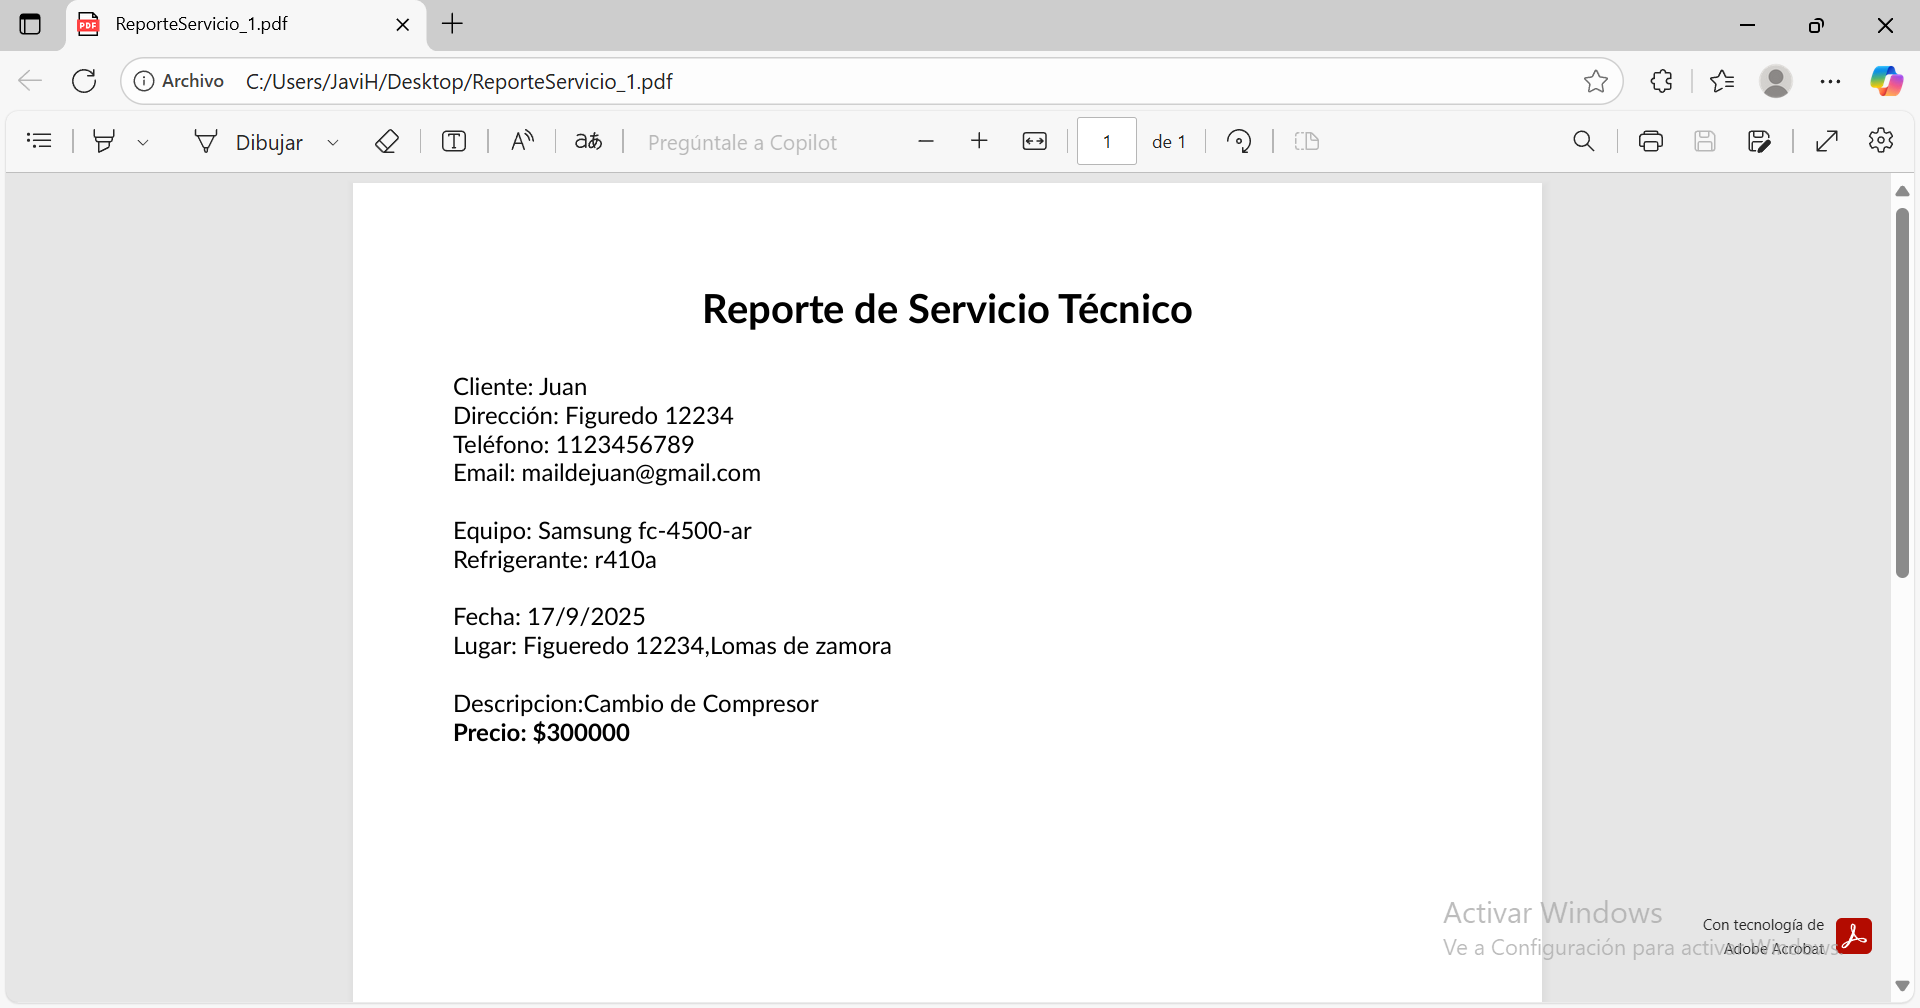 ReporteServicio_1.pdf
Archivo C:/Users/JaviH/Desktop/ReporteServicio_1.pdf
Dibujar Pregúntale a Copilot 1 de 1
Reporte de Servicio Técnico
Cliente: Juan
Dirección: Figuredo 12234
Teléfono: 1123456789
Email: maildejuan@gmail.com
Equipo: Samsung fc-4500-ar
Refrigerante: r410a
Fecha: 17/9/2025
Lugar: Figueredo 12234,Lomas de zamora
Descripcion:Cambio de Compresor
Precio: $300000
Activar Windows
Ve a Configuración para activar Windows.
Con tecnología de
Adobe Acrobat